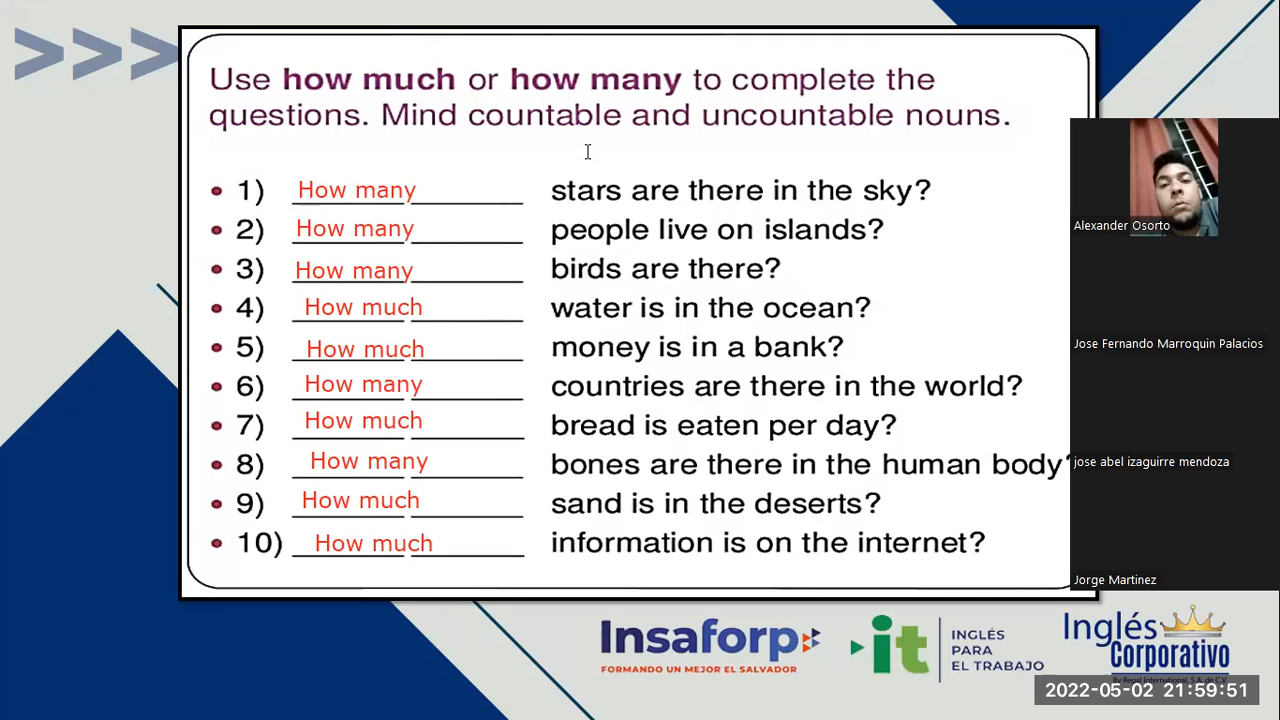 >>>
Use how much or how many to complete the
questions. Mind countable and uncountable nouns.
• 1) How many stars are there in the sky?
• 2) How many people live on islands?
• 3) How many birds are there?
• 4) How much water is in the ocean?
• 5) How much money is in a bank?
• 6) How many countries are there in the world?
• 7) How much bread is eaten per day?
• 8) How many bones are there in the human body?
• 9) How much sand is in the deserts?
• 10) How much information is on the internet?
Alexander Osorto
Jose Fernando Marroquin Palacios
jose abel izaguirre mendoza
Jorge Martinez
Insaforp
FORMANDO UN MEJOR EL SALVADOR
it
INGLÉS
PARA
EL TRABAJO
Inglés
Corporativo
By Regal International, S.A. de C.V.
2022-05-02 21:59:51